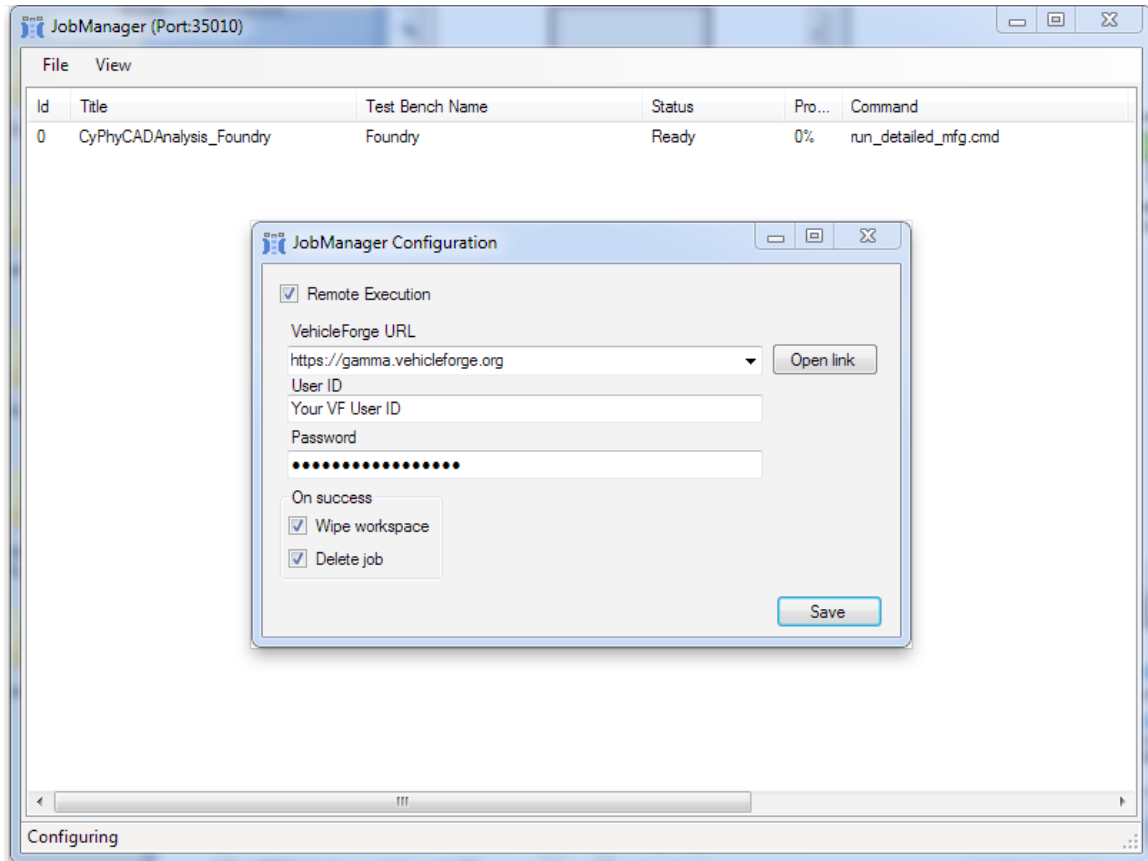 JobManager (Port:35010)
File View
Id Title Test Bench Name Status Pro... Command
0 CyPhyCADAnalysis_Foundry Foundry Ready 0% run_detailed_mfg.cmd
JobManager Configuration
Remote Execution
VehicleForge URL
https://gamma.vehicleforge.org Open link
User ID
Your VF User ID
Password
•••••••••••••••••
On success
Wipe workspace
Delete job
Save
Configuring